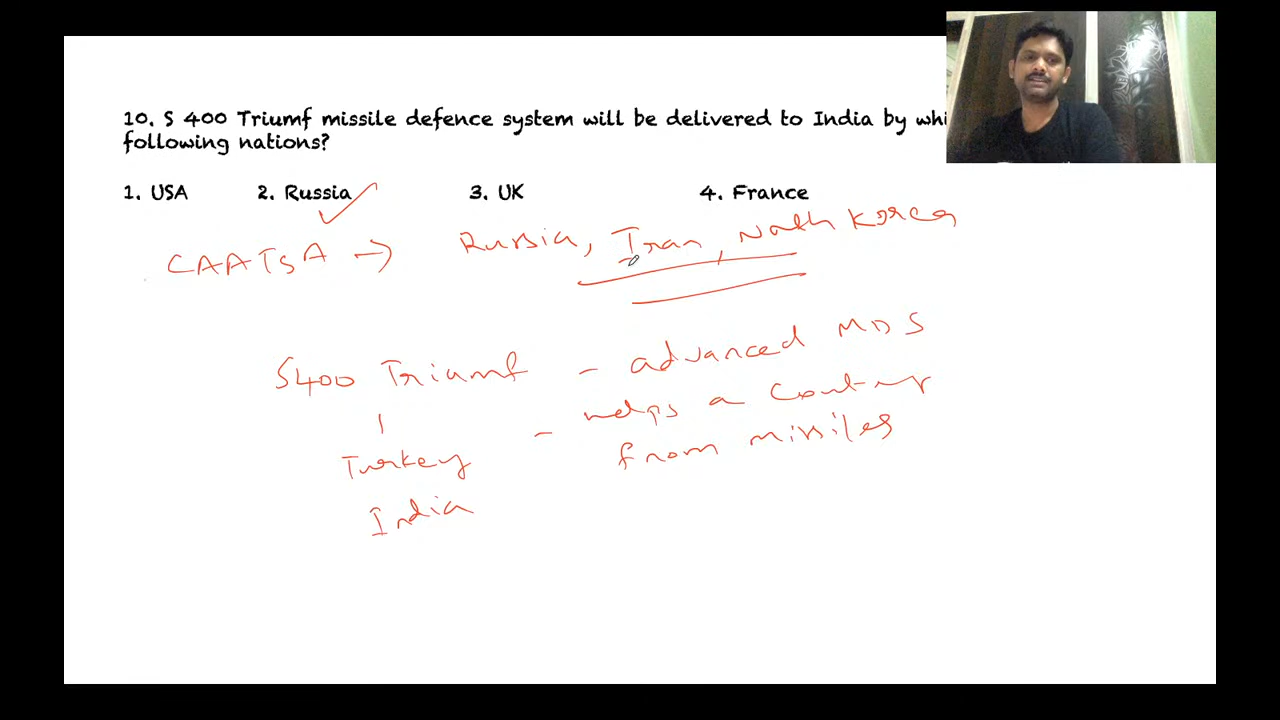 10. S 400 Triumf missile defence system will be delivered to India by whi
following nations?
1. USA 2. Russia 3. UK 4. France
CAATSA → Russia, Iran, North Korea
S400 Triumf - advanced MDS
- helps a
Turkey from missiles
India